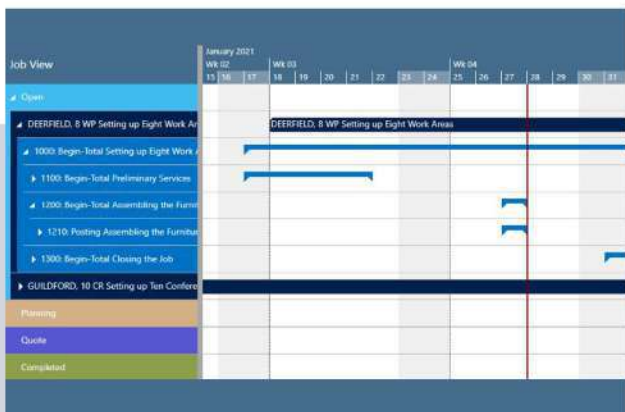 January 2021
Job View
Wk 02 Wk 03 Wk 04
15 16 17 18 19 20 21 22 23 24 25 26 27 28 29 30 31
Open
DEERFIELD, 8 WP Setting up Eight Work Ar
DEERFIELD, 8 WP Setting up Eight Work Areas
1000: Begin-Total Setting up Eight Work A
1100: Begin-Total Preliminary Services
1200: Begin-Total Assembling the Furnit
1210: Posting Assembling the Furnitur
1300: Begin-Total Closing the Job
GUILDFORD, 10 CR Setting up Ten Confere
Planning
Quote
Completed